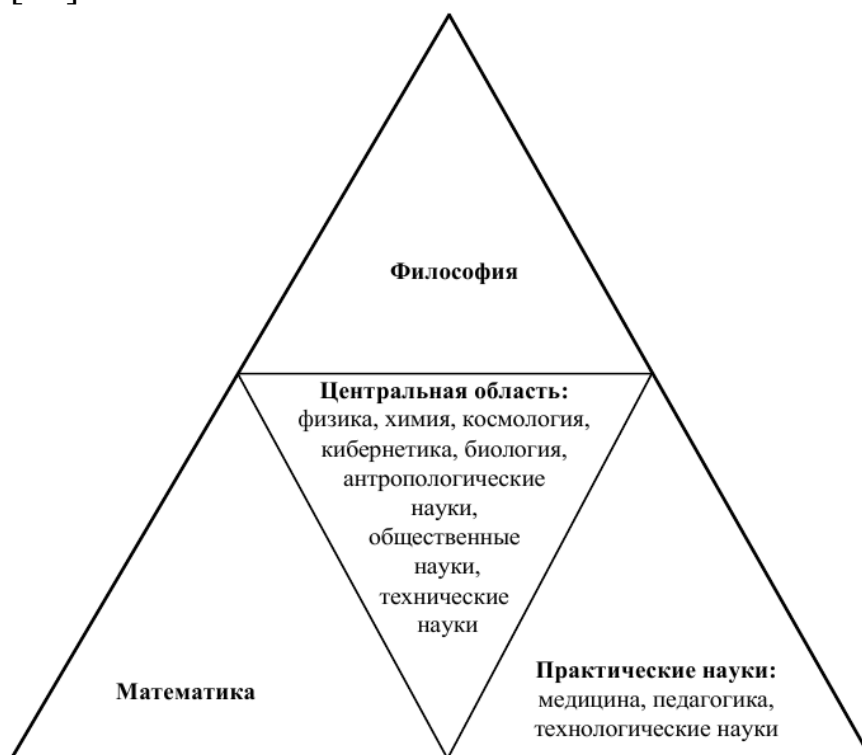 Философия
Центральная область:
физика, химия, космология,
кибернетика, биология,
антропологические
науки,
общественные
науки,
технические
науки
Математика
Практические науки:
медицина, педагогика,
технологические науки